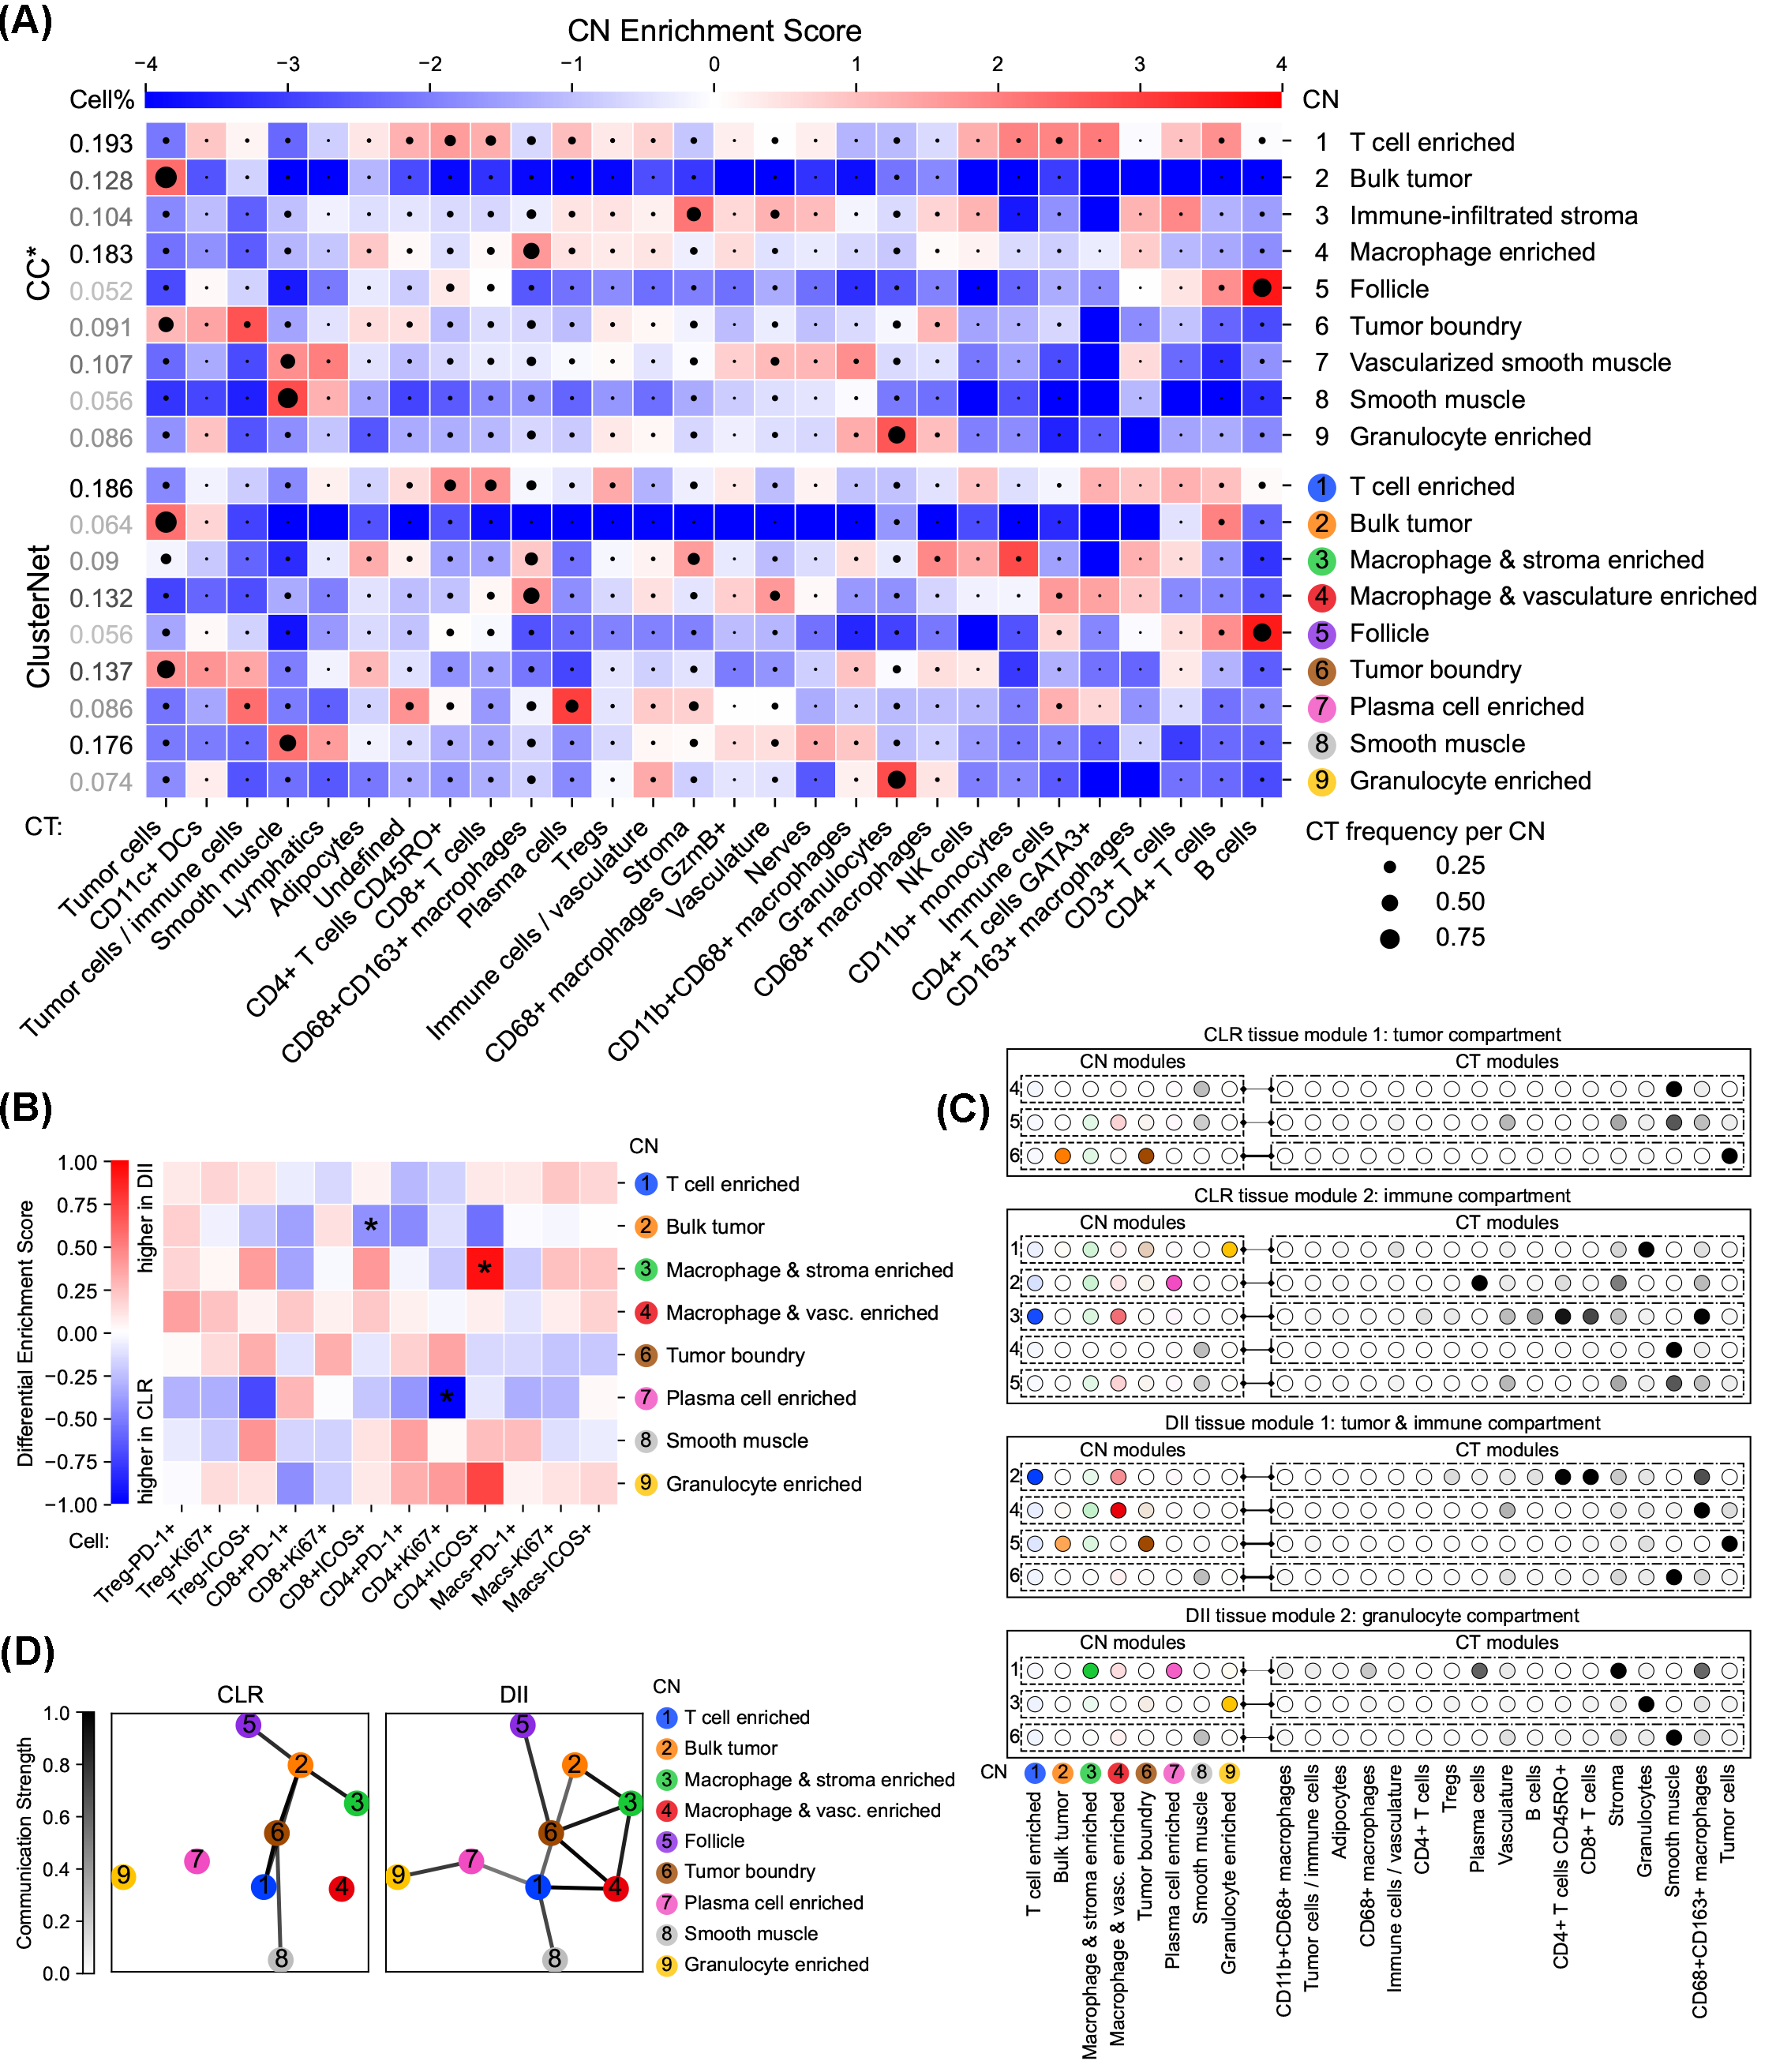 (A)
CN Enrichment Score
−4 −3 −2 −1 0 1 2 3 4
Cell% CN
CC*
0.193 1 T cell enriched
0.128 2 Bulk tumor
0.104 3 Immune-infiltrated stroma
0.183 4 Macrophage enriched
0.052 5 Follicle
0.091 6 Tumor boundry
0.107 7 Vascularized smooth muscle
0.056 8 Smooth muscle
0.086 9 Granulocyte enriched
ClusterNet
0.186 1 T cell enriched
0.064 2 Bulk tumor
0.09 3 Macrophage & stroma enriched
0.132 4 Macrophage & vasculature enriched
0.056 5 Follicle
0.137 6 Tumor boundry
0.086 7 Plasma cell enriched
0.176 8 Smooth muscle
0.074 9 Granulocyte enriched
CT:
Tumor cells
CD11c+ DCs
Tumor cells / immune cells
Smooth muscle
Lymphatics
Adipocytes
Undefined
CD4+ T cells CD45RO+
CD8+ T cells
CD68+CD163+ macrophages
Plasma cells
Tregs
Immune cells / vasculature
Stroma
CD68+ macrophages GzmB+
Vasculature
Nerves
CD11b+CD68+ macrophages
Granulocytes
CD68+ macrophages
NK cells
CD11b+ monocytes
Immune cells
CD4+ T cells GATA3+
CD163+ macrophages
CD3+ T cells
CD4+ T cells
B cells
CT frequency per CN
0.25
0.50
0.75
(B)
Differential Enrichment Score
1.00
0.75
0.50
0.25
0.00
−0.25
−0.50
−0.75
−1.00
higher in DII
higher in CLR
*
*
*
CN
1 T cell enriched
2 Bulk tumor
3 Macrophage & stroma enriched
4 Macrophage & vasc. enriched
6 Tumor boundry
7 Plasma cell enriched
8 Smooth muscle
9 Granulocyte enriched
Cell:
Treg-PD-1+
Treg-Ki67+
Treg-ICOS+
CD8+PD-1+
CD8+Ki67+
CD8+ICOS+
CD4+PD-1+
CD4+Ki67+
CD4+ICOS+
Macs-PD-1+
Macs-Ki67+
Macs-ICOS+
(C)
CLR tissue module 1: tumor compartment
CN modules CT modules
4
5
6
CLR tissue module 2: immune compartment
CN modules CT modules
1
2
3
4
5
DII tissue module 1: tumor & immune compartment
CN modules CT modules
2
4
5
6
DII tissue module 2: granulocyte compartment
CN modules CT modules
1
3
6
CN 1 2 3 4 6 7 8 9
T cell enriched
Bulk tumor
Macrophage & stroma enriched
Macrophage & vasc. enriched
Tumor boundry
Plasma cell enriched
Smooth muscle
Granulocyte enriched
CD11b+CD68+ macrophages
Tumor cells / immune cells
Adipocytes
CD68+ macrophages
Immune cells / vasculature
CD4+ T cells
Tregs
Plasma cells
Vasculature
B cells
CD4+ T cells CD45RO+
CD8+ T cells
Stroma
Granulocytes
Smooth muscle
CD68+CD163+ macrophages
Tumor cells
(D)
Communication Strength
1.0
0.8
0.6
0.4
0.2
0.0
CLR
5
2
3
6
7
9
1
4
8
DII
5
2
3
6
7
9
1
4
8
CN
1 T cell enriched
2 Bulk tumor
3 Macrophage & stroma enriched
4 Macrophage & vasc. enriched
5 Follicle
6 Tumor boundry
7 Plasma cell enriched
8 Smooth muscle
9 Granulocyte enriched